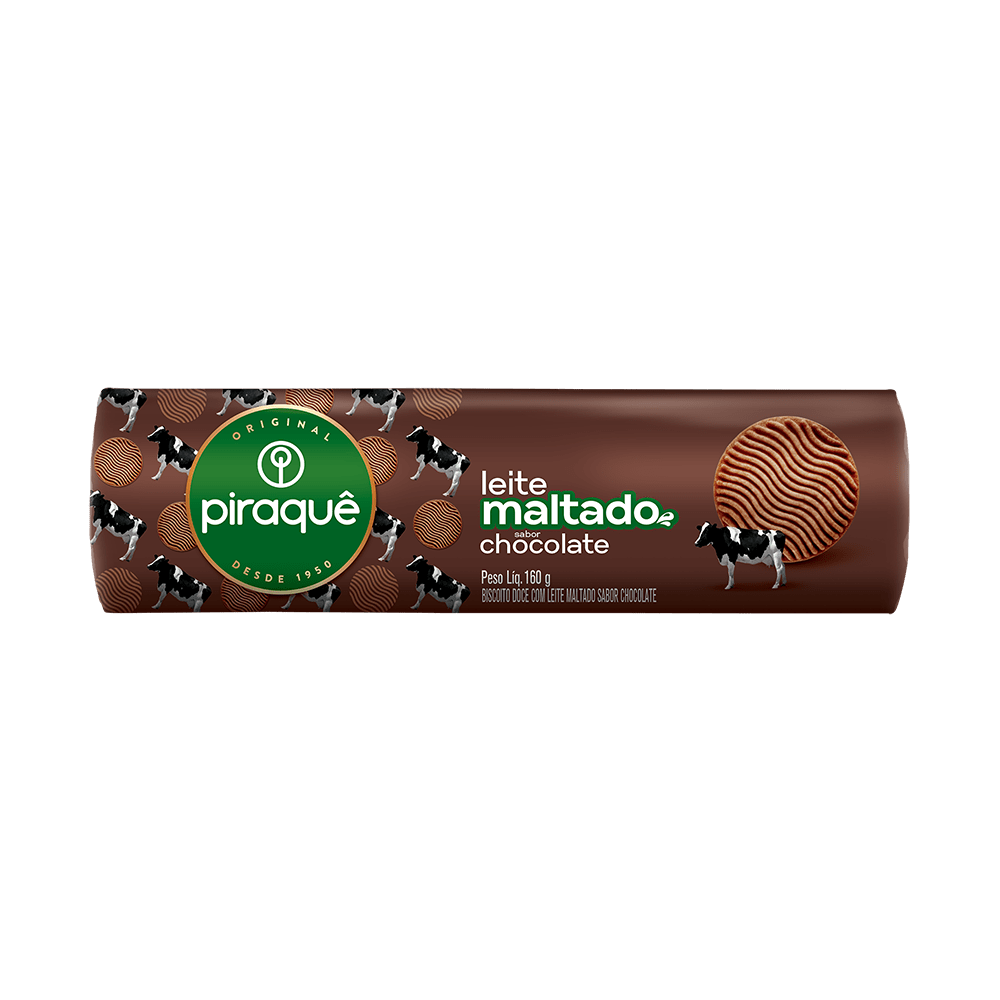 ORIGINAL
piraquê
DESDE 1950
leite
maltado
sabor
chocolate
Peso Líq. 160 g
BISCOITO DOCE COM LEITE MALTADO SABOR CHOCOLATE